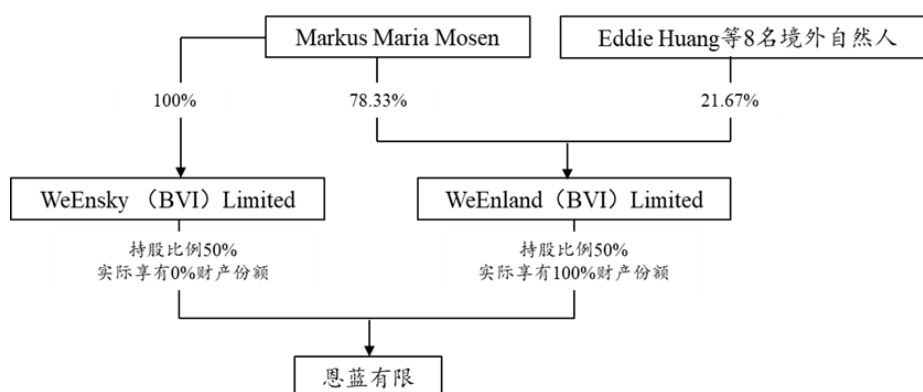 Markus Maria Mosen
Eddie Huang等8名境外自然人
100%
78.33%
21.67%
WeEnsky （BVI）Limited
WeEnland（BVI）Limited
持股比例50%
实际享有0%财产份额
持股比例50%
实际享有100%财产份额
恩蓝有限